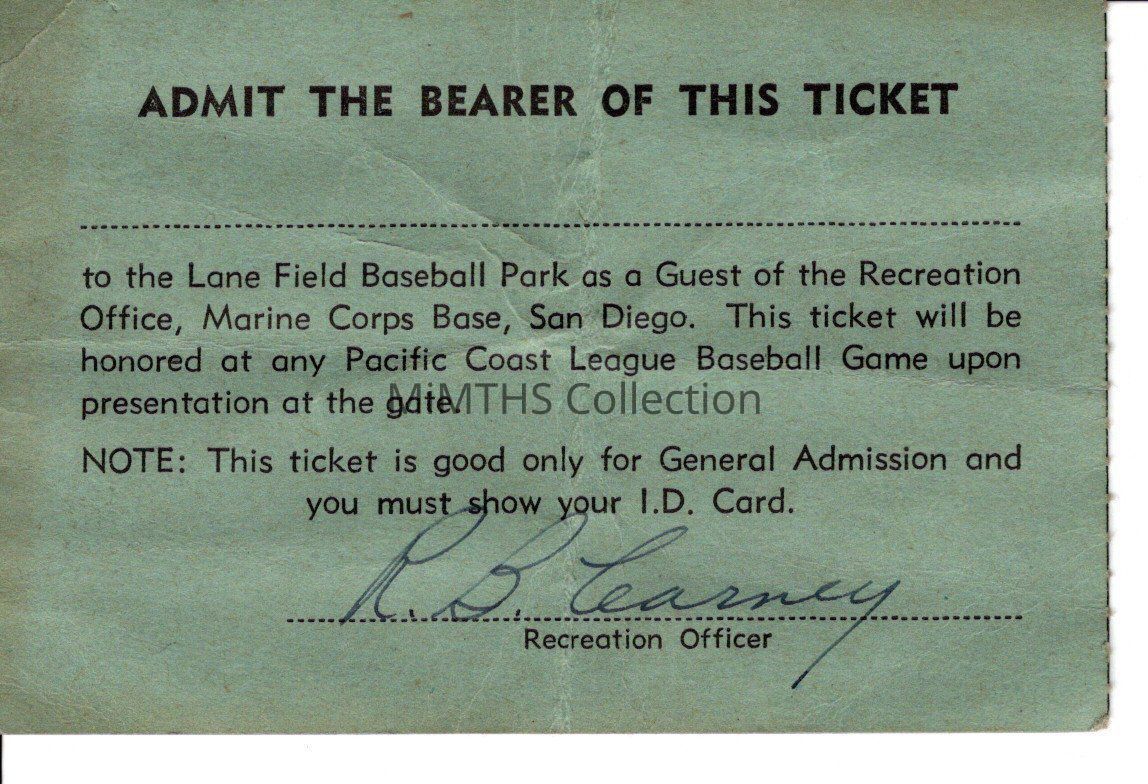 ADMIT THE BEARER OF THIS TICKET
to the Lane Field Baseball Park as a Guest of the Recreation
Office, Marine Corps Base, San Diego. This ticket will be
honored at any Pacific Coast League Baseball Game upon
presentation at the gate.
MiMTHS Collection
NOTE: This ticket is good only for General Admission and
you must show your I.D. Card.
R. B. Carney
Recreation Officer